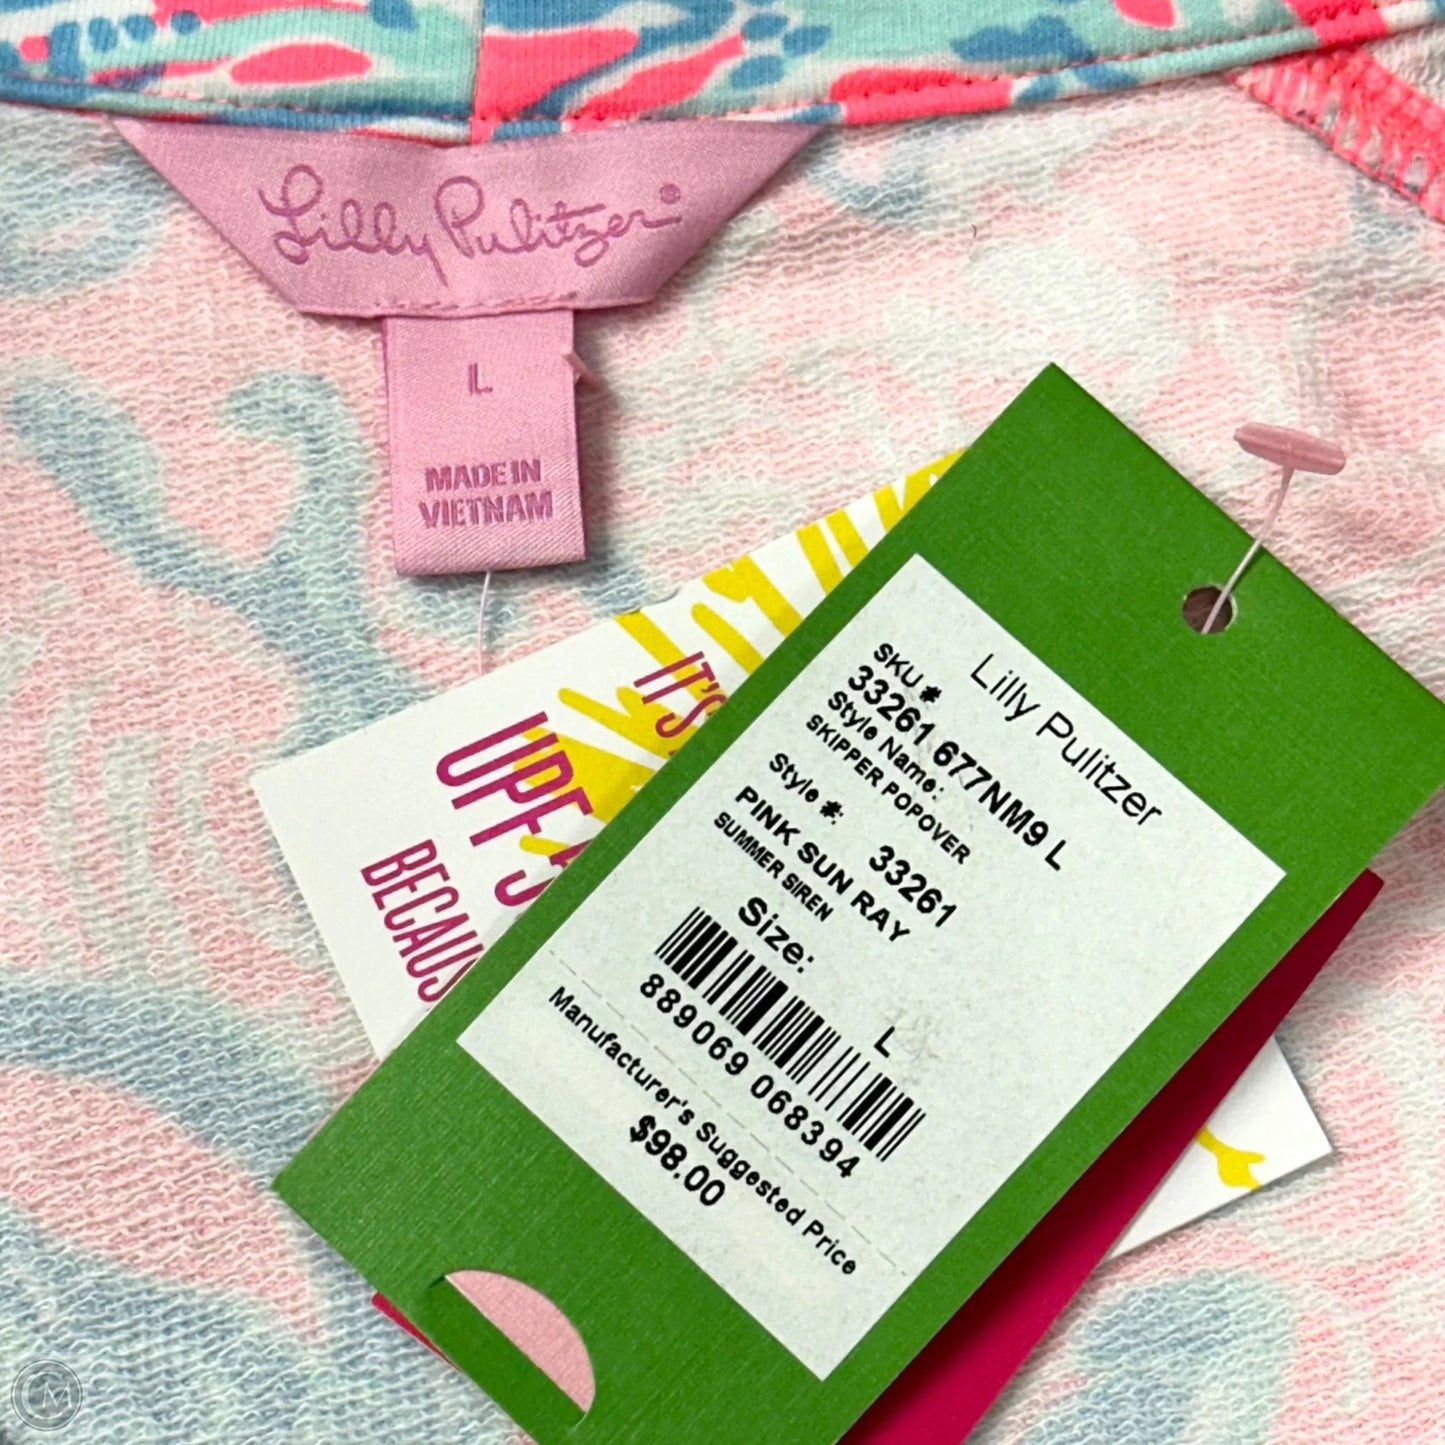 Lilly Pulitzer®
L
MADE IN
VIETNAM
IT'S
UPF
BECAUS
Lilly Pulitzer
SKU #
33261 677NM9 L
Style Name:
SKIPPER POPOVER
Style #: 33261
PINK SUN RAY
SUMMER SIREN
Size: L
889069 068394
Manufacturer's Suggested Price
$98.00
CM